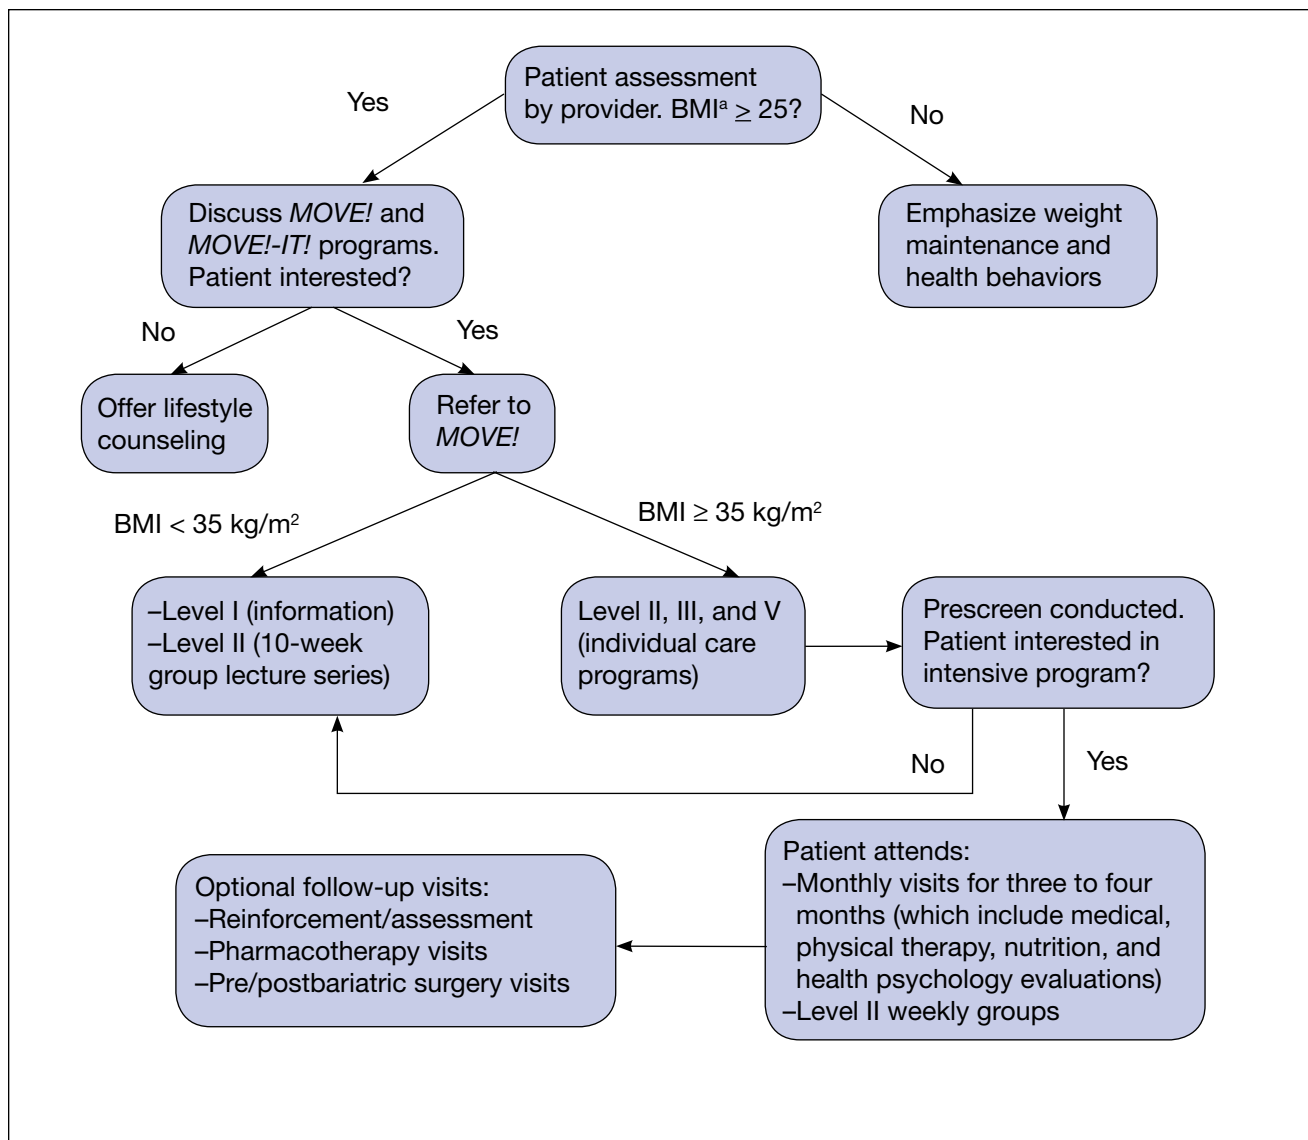 Patient assessment
by provider. BMIᵃ ≥ 25?
Yes
No
Discuss MOVE! and
MOVE!-IT! programs.
Patient interested?
Emphasize weight
maintenance and
health behaviors
No
Yes
Offer lifestyle
counseling
Refer to
MOVE!
BMI < 35 kg/m²
BMI ≥ 35 kg/m²
–Level I (information)
–Level II (10-week
group lecture series)
Level II, III, and V
(individual care
programs)
Prescreen conducted.
Patient interested in
intensive program?
No
Yes
Patient attends:
–Monthly visits for three to four
months (which include medical,
physical therapy, nutrition, and
health psychology evaluations)
–Level II weekly groups
Optional follow-up visits:
–Reinforcement/assessment
–Pharmacotherapy visits
–Pre/postbariatric surgery visits